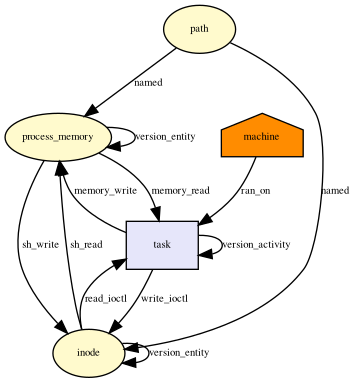 path
named
process_memory
version_entity
machine
memory_write
memory_read
ran_on
named
sh_write
sh_read
task
version_activity
read_ioctl
write_ioctl
inode
version_entity